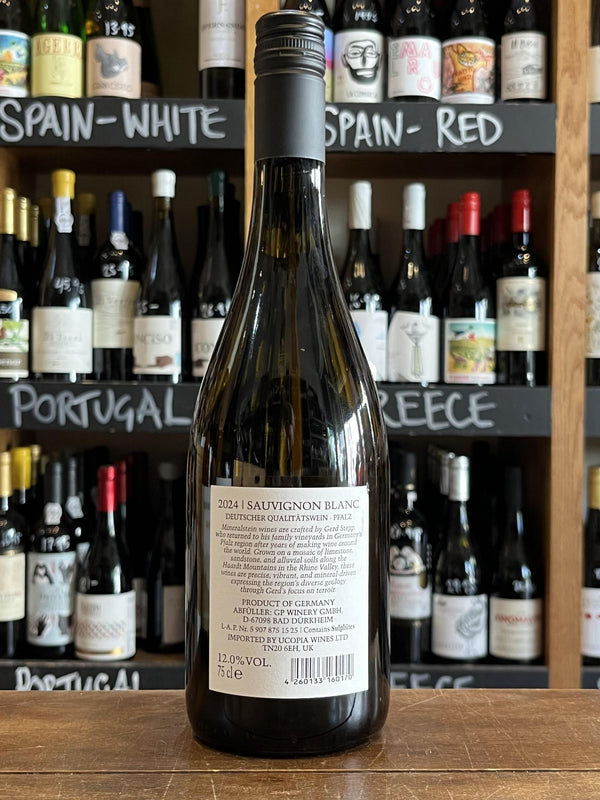 13.95
SPAIN-WHITE
SPAIN-RED
PORTUGAL
GREECE
2024 | SAUVIGNON BLANC
DEUTSCHER QUALITÄTSWEIN · PFALZ
Mineralstein wines are crafted by Gerd Stepp,
who returned to his family vineyards in Germany's
Pfalz region after years of making wine around
the world. Grown on a mosaic of limestone,
sandstone, and alluvial soils along the
Haardt Mountains in the Rhine Valley, these
wines are precise, vibrant, and mineral-driven
expressing the region's diverse geology
through Gerd's focus on terroir.
PRODUCT OF GERMANY
ABFÜLLER: GP WINERY GMBH,
D-67098 BAD DÜRKHEIM
L-A. P. Nr. 5 907 875 15 25 | Contains Sulphites
IMPORTED BY UCOPIA WINES LTD
TN20 6EH, UK
12.0%VOL.
75 cl e
4 260133 160170
PORTUGAL
GREECE